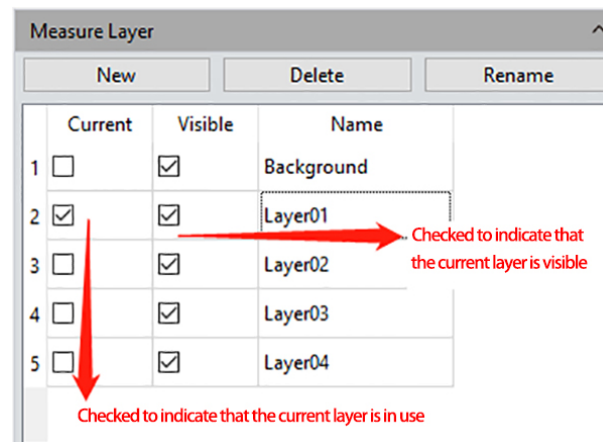 Measure Layer
New Delete Rename
Current Visible Name
1 Background
2 Layer01
Checked to indicate that
the current layer is visible
3 Layer02
4 Layer03
5 Layer04
Checked to indicate that the current layer is in use